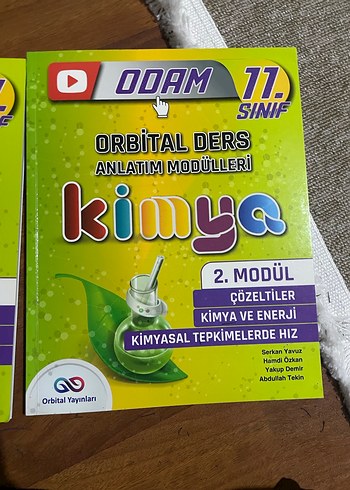 ODAM
11.
SINIF
ORBİTAL DERS
ANLATIM MODÜLLERİ
kimya
2. MODÜL
ÇÖZELTİLER
KİMYA VE ENERJİ
KİMYASAL TEPKİMELERDE HIZ
Serkan Yavuz
Hamdi Özkan
Yakup Demir
Abdullah Tekin
Orbital Yayınları